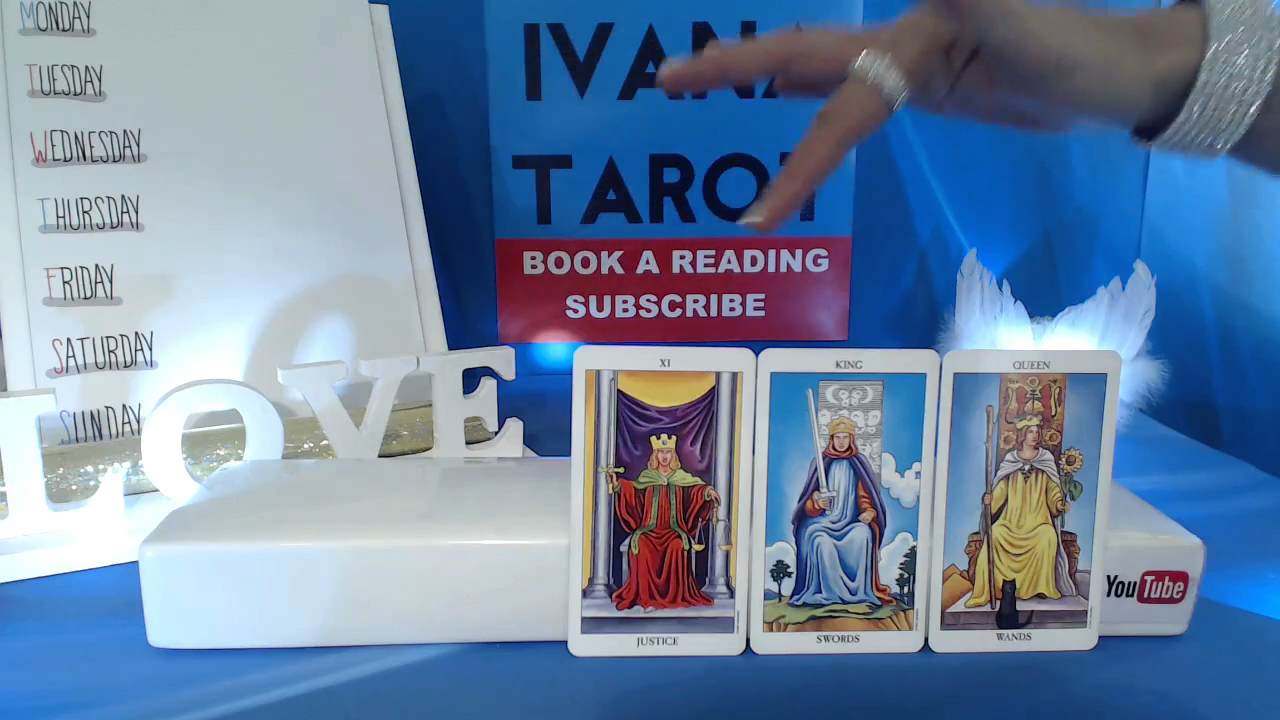 MONDAY
TUESDAY
WEDNESDAY
THURSDAY
FRIDAY
SATURDAY
SUNDAY
LOVE
IVANA
TAROT
BOOK A READING
SUBSCRIBE
XI
JUSTICE
KING
SWORDS
QUEEN
WANDS
YouTube